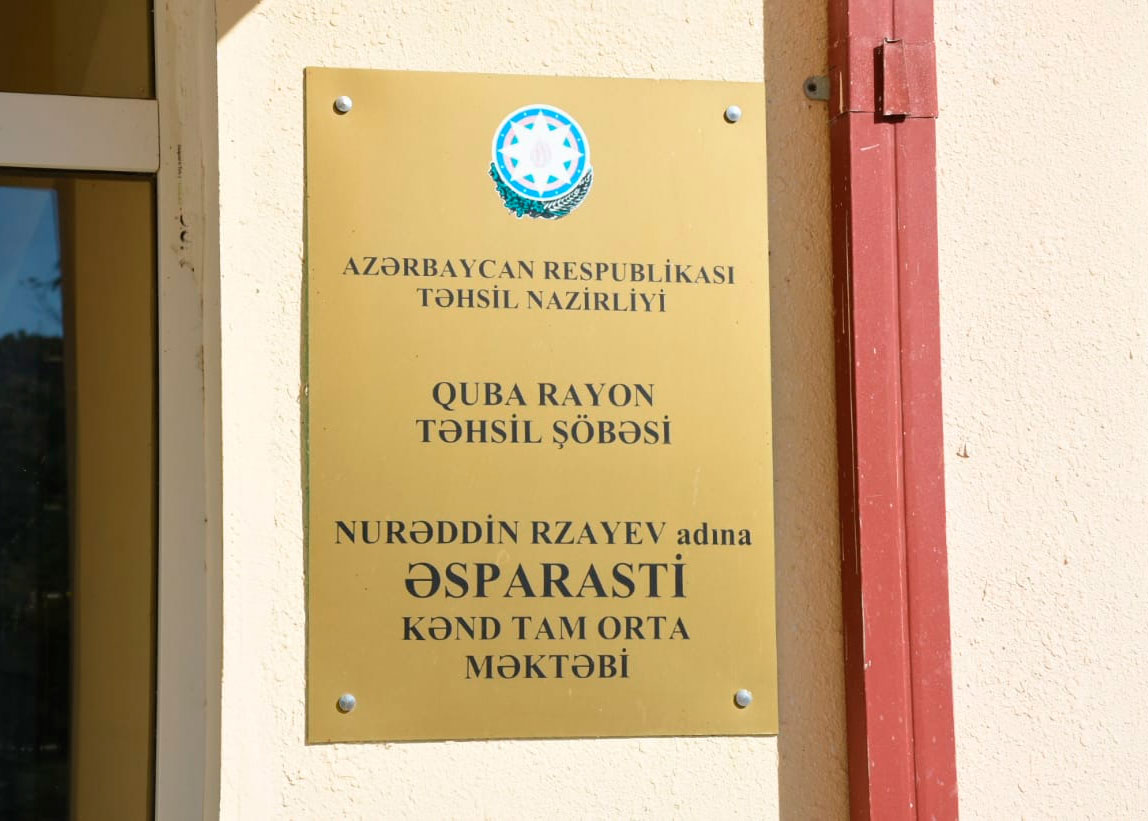 AZƏRBAYCAN RESPUBLİKASI
TƏHSİL NAZİRLİYİ
QUBA RAYON
TƏHSİL ŞÖBƏSİ
NURƏDDİN RZAYEV adına
ƏSPARASTİ
KƏND TAM ORTA
MƏKTƏBİ